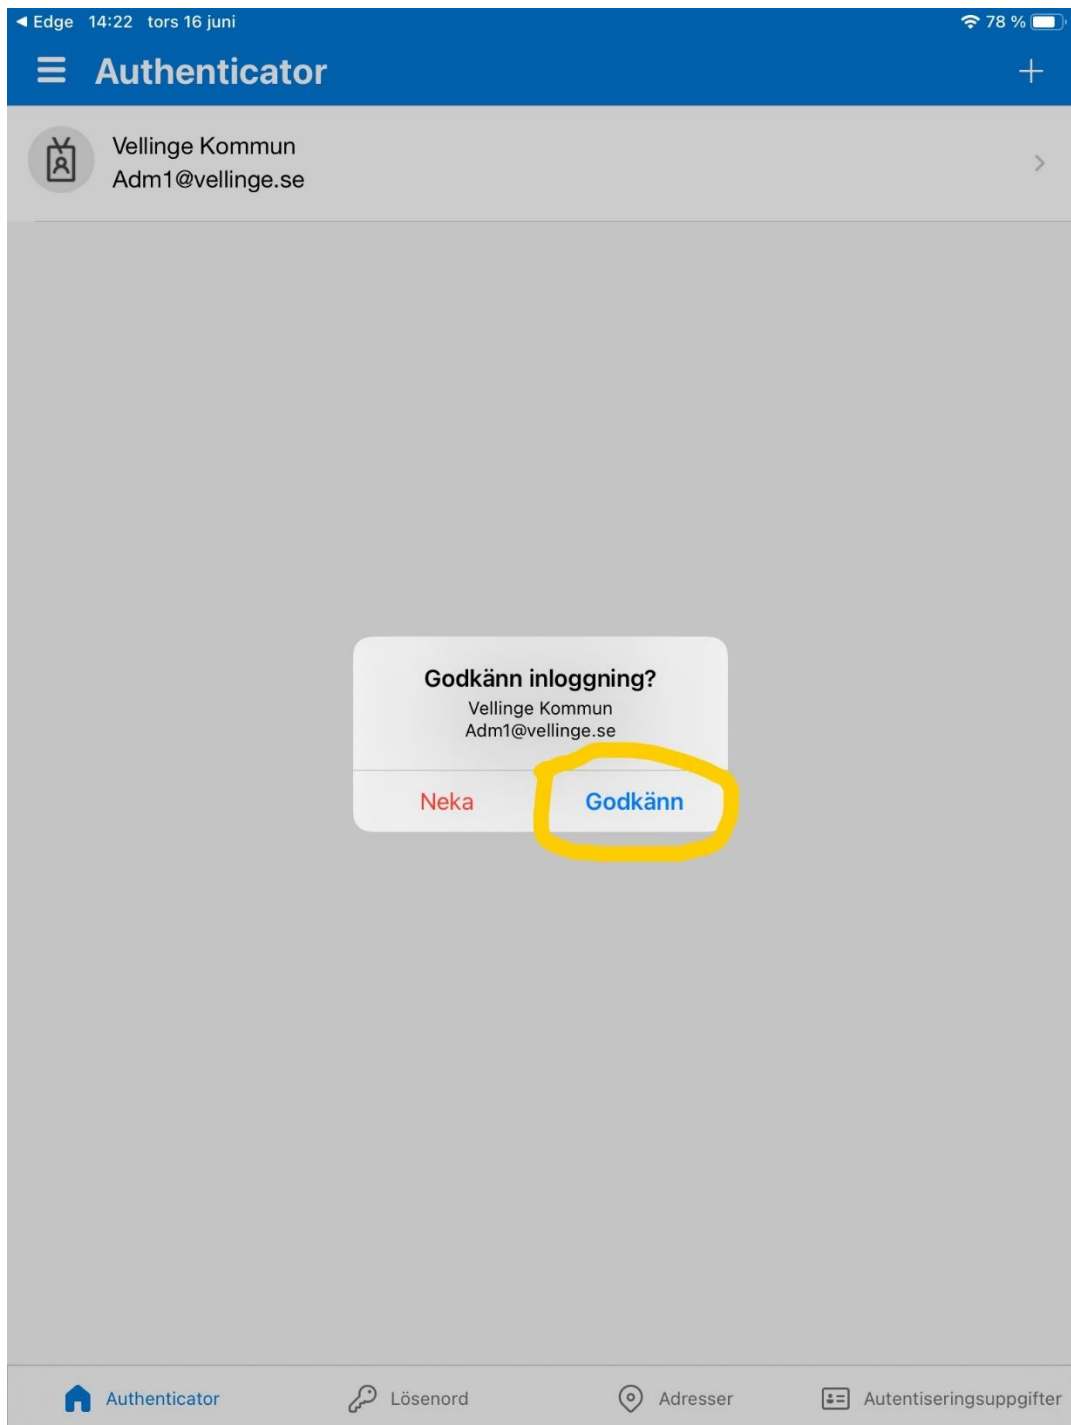 Edge 14:22 tors 16 juni 78 %
Authenticator
Vellinge Kommun
Adm1@vellinge.se
Godkänn inloggning?
Vellinge Kommun
Adm1@vellinge.se
Neka Godkänn
Authenticator Lösenord Adresser Autentiseringsuppgifter